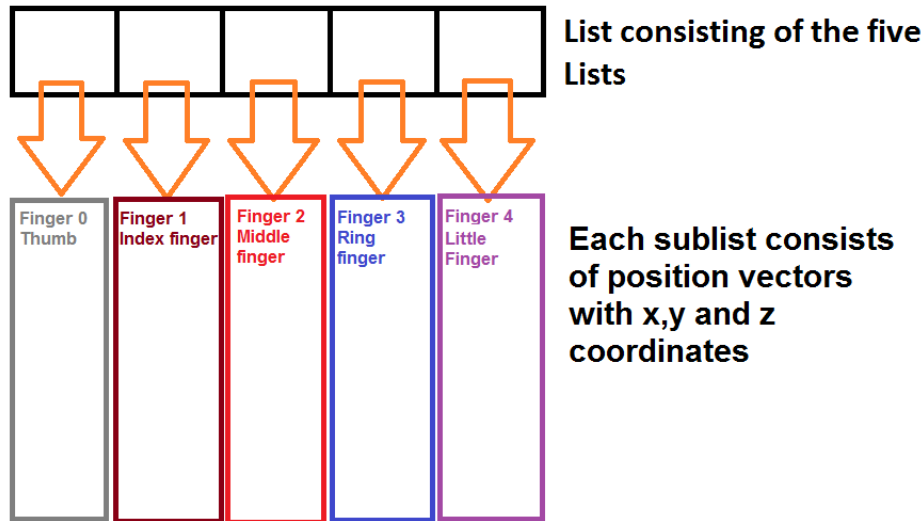 List consisting of the five
Lists
Finger 0
Thumb
Finger 1
Index finger
Finger 2
Middle
finger
Finger 3
Ring
finger
Finger 4
Little
Finger
Each sublist consists
of position vectors
with x,y and z
coordinates